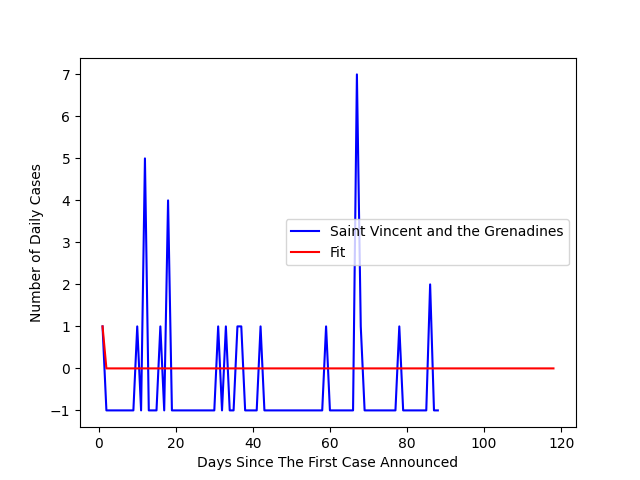 7
6
5
4
3
2
1
0
−1
Number of Daily Cases
Saint Vincent and the Grenadines
Fit
0 20 40 60 80 100 120
Days Since The First Case Announced